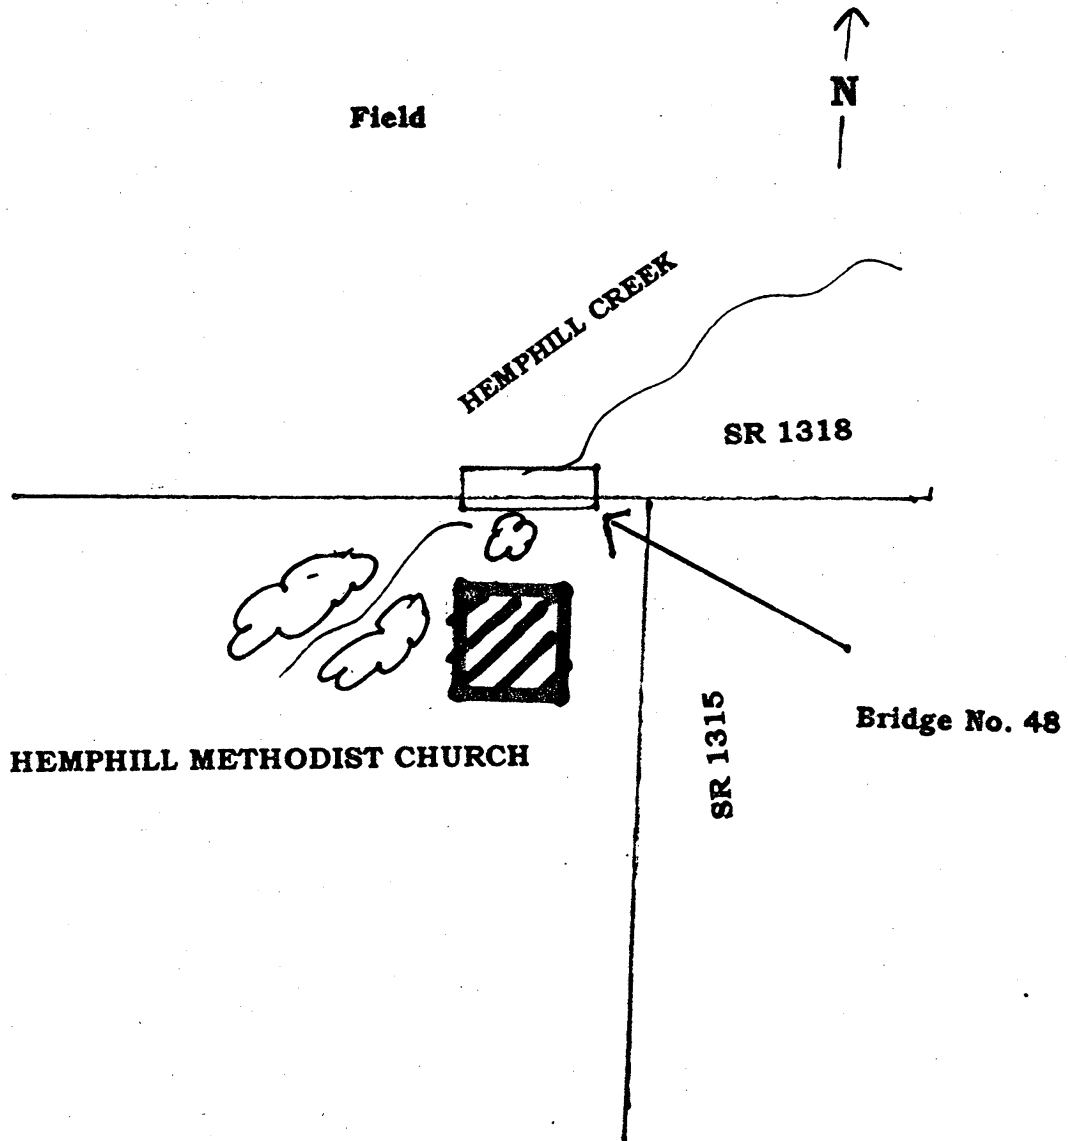 N
Field
HEMPHILL CREEK
SR 1318
SR 1315
Bridge No. 48
HEMPHILL METHODIST CHURCH